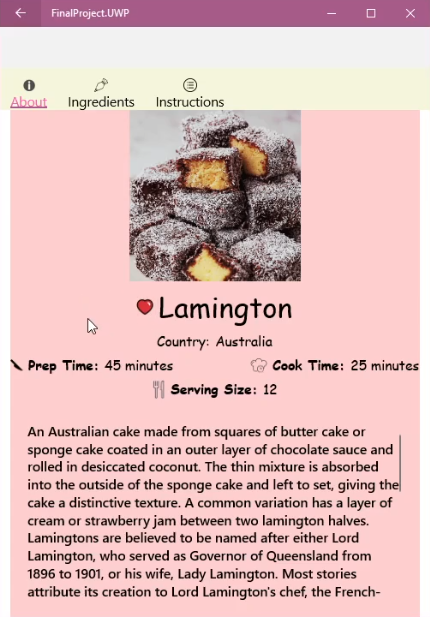 FinalProject.UWP
About Ingredients Instructions
Lamington
Country: Australia
Prep Time: 45 minutes Cook Time: 25 minutes
Serving Size: 12
An Australian cake made from squares of butter cake or
sponge cake coated in an outer layer of chocolate sauce and
rolled in desiccated coconut. The thin mixture is absorbed
into the outside of the sponge cake and left to set, giving the
cake a distinctive texture. A common variation has a layer of
cream or strawberry jam between two lamington halves.
Lamingtons are believed to be named after either Lord
Lamington, who served as Governor of Queensland from
1896 to 1901, or his wife, Lady Lamington. Most stories
attribute its creation to Lord Lamington's chef, the French-